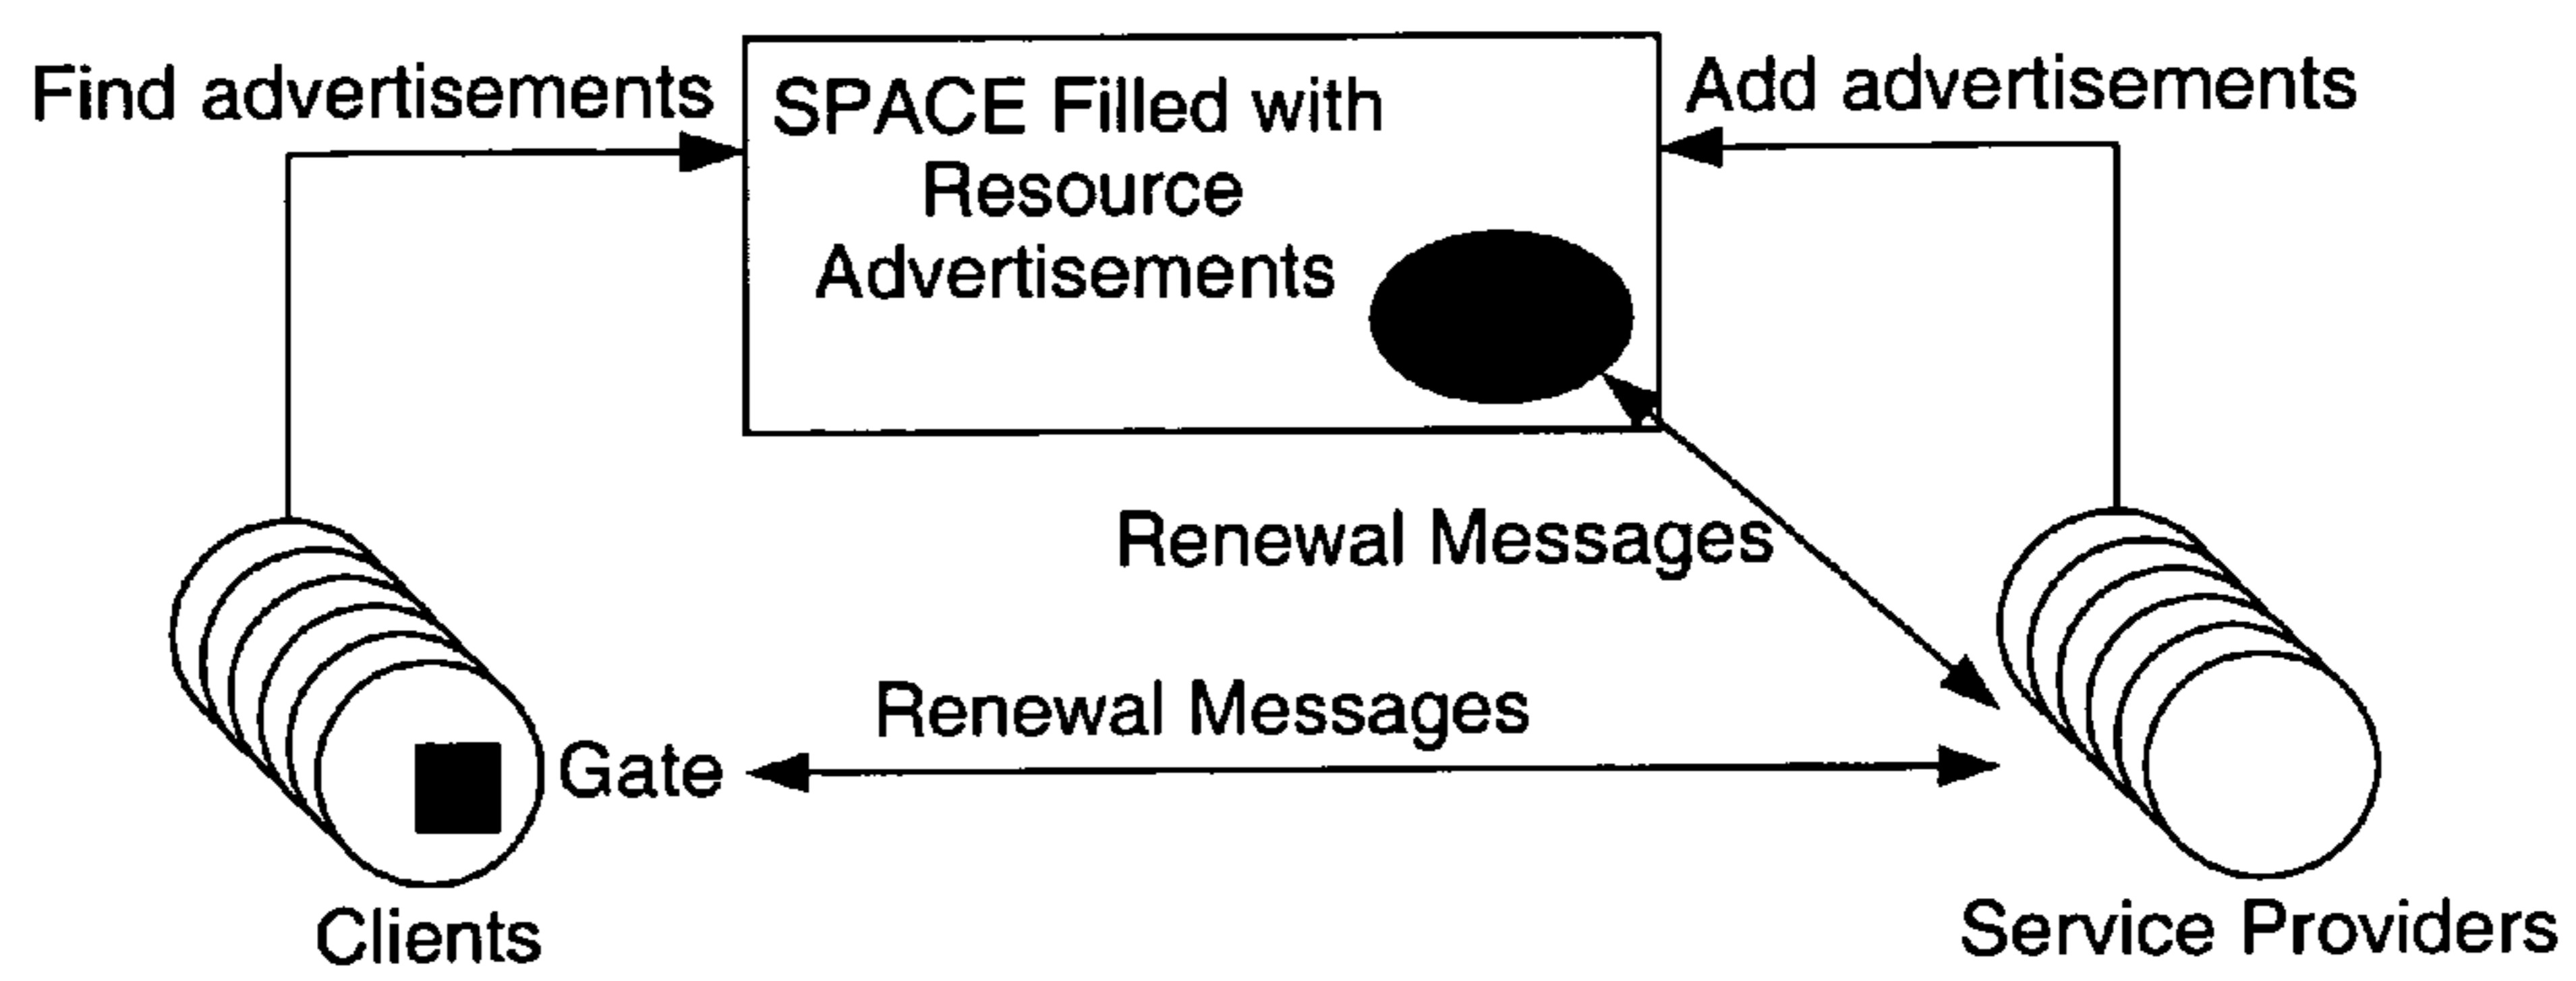 Find advertisements
SPACE Filled with
Resource
Advertisements
Add advertisements
Renewal Messages
Renewal Messages
Gate
Clients
Service Providers